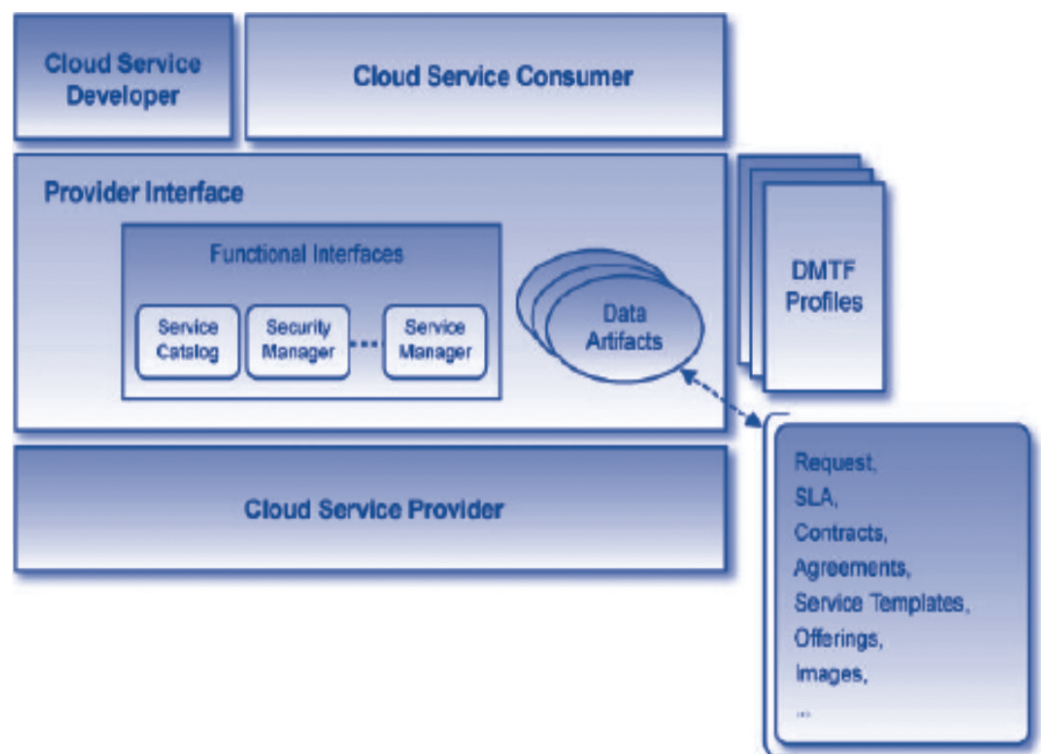 Cloud Service
Developer
Cloud Service Consumer
Provider Interface
Functional Interfaces
Service
Catalog
Security
Manager
Service
Manager
Data
Artifacts
DMTF
Profiles
Cloud Service Provider
Request,
SLA,
Contracts,
Agreements,
Service Templates,
Offerings,
Images,
...